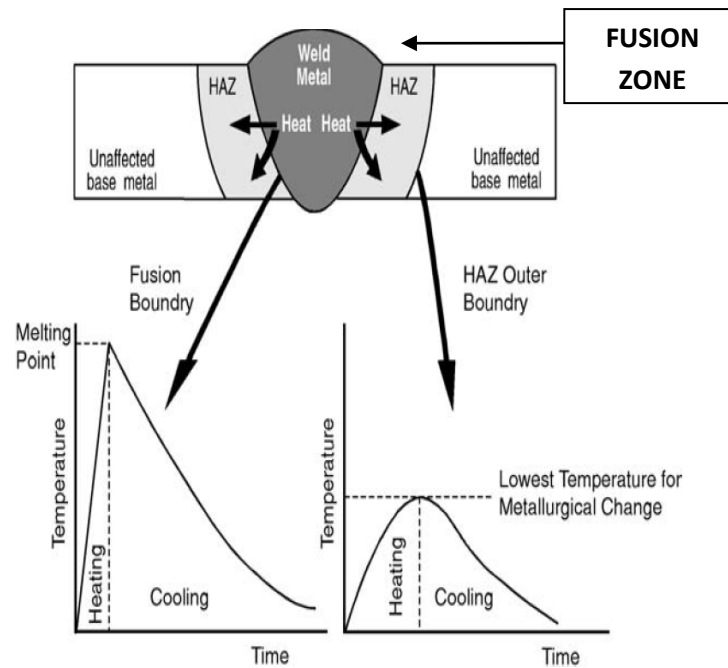 FUSION
ZONE
Weld
Metal
HAZ
HAZ
Heat
Heat
Unaffected
base metal
Unaffected
base metal
Fusion
Boundry
HAZ Outer
Boundry
Melting
Point
Temperature
Heating
Cooling
Time
Temperature
Lowest Temperature for
Metallurgical Change
Heating
Cooling
Time